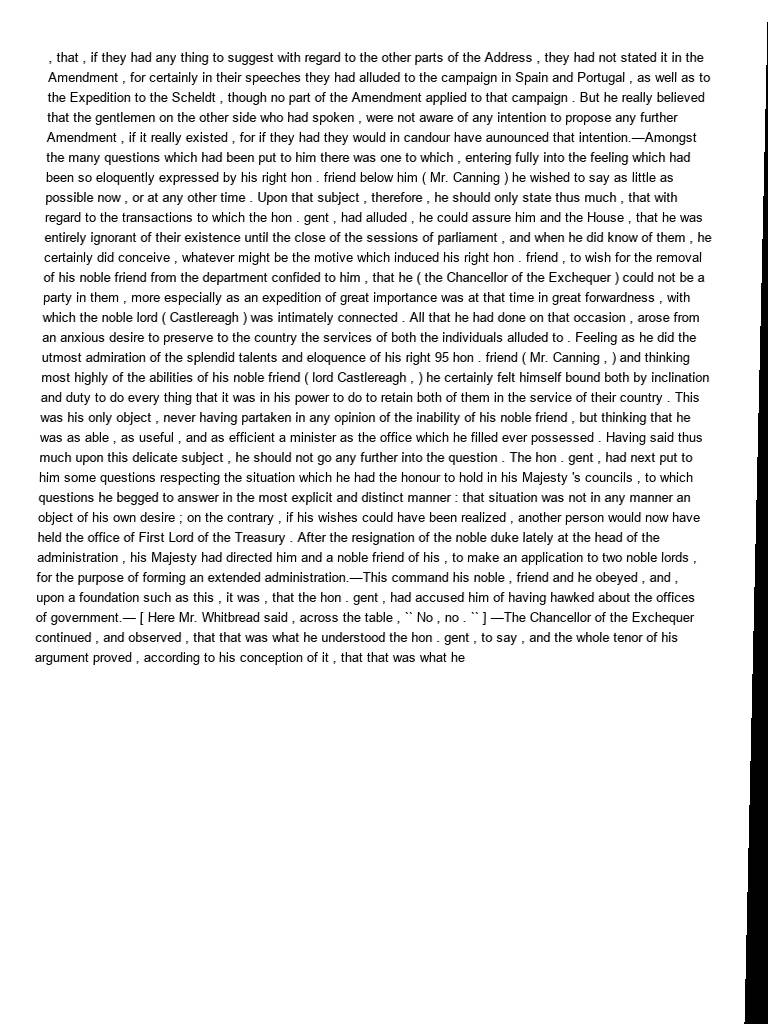 , that , if they had any thing to suggest with regard to the other parts of the Address , they had not stated it in the
Amendment , for certainly in their speeches they had alluded to the campaign in Spain and Portugal , as well as to
the Expedition to the Scheldt , though no part of the Amendment applied to that campaign . But he really believed
that the gentlemen on the other side who had spoken , were not aware of any intention to propose any further
Amendment , if it really existed , for if they had they would in candour have aunounced that intention.—Amongst
the many questions which had been put to him there was one to which , entering fully into the feeling which had
been so eloquently expressed by his right hon . friend below him ( Mr. Canning ) he wished to say as little as
possible now , or at any other time . Upon that subject , therefore , he should only state thus much , that with
regard to the transactions to which the hon . gent , had alluded , he could assure him and the House , that he was
entirely ignorant of their existence until the close of the sessions of parliament , and when he did know of them , he
certainly did conceive , whatever might be the motive which induced his right hon . friend , to wish for the removal
of his noble friend from the department confided to him , that he ( the Chancellor of the Exchequer ) could not be a
party in them , more especially as an expedition of great importance was at that time in great forwardness , with
which the noble lord ( Castlereagh ) was intimately connected . All that he had done on that occasion , arose from
an anxious desire to preserve to the country the services of both the individuals alluded to . Feeling as he did the
utmost admiration of the splendid talents and eloquence of his right 95 hon . friend ( Mr. Canning , ) and thinking
most highly of the abilities of his noble friend ( lord Castlereagh , ) he certainly felt himself bound both by inclination
and duty to do every thing that it was in his power to do to retain both of them in the service of their country . This
was his only object , never having partaken in any opinion of the inability of his noble friend , but thinking that he
was as able , as useful , and as efficient a minister as the office which he filled ever possessed . Having said thus
much upon this delicate subject , he should not go any further into the question . The hon . gent , had next put to
him some questions respecting the situation which he had the honour to hold in his Majesty 's councils , to which
questions he begged to answer in the most explicit and distinct manner : that situation was not in any manner an
object of his own desire ; on the contrary , if his wishes could have been realized , another person would now have
held the office of First Lord of the Treasury . After the resignation of the noble duke lately at the head of the
administration , his Majesty had directed him and a noble friend of his , to make an application to two noble lords ,
for the purpose of forming an extended administration.—This command his noble , friend and he obeyed , and ,
upon a foundation such as this , it was , that the hon . gent , had accused him of having hawked about the offices
of government.— [ Here Mr. Whitbread said , across the table , `` No , no . `` ] —The Chancellor of the Exchequer
continued , and observed , that that was what he understood the hon . gent , to say , and the whole tenor of his
argument proved , according to his conception of it , that that was what he